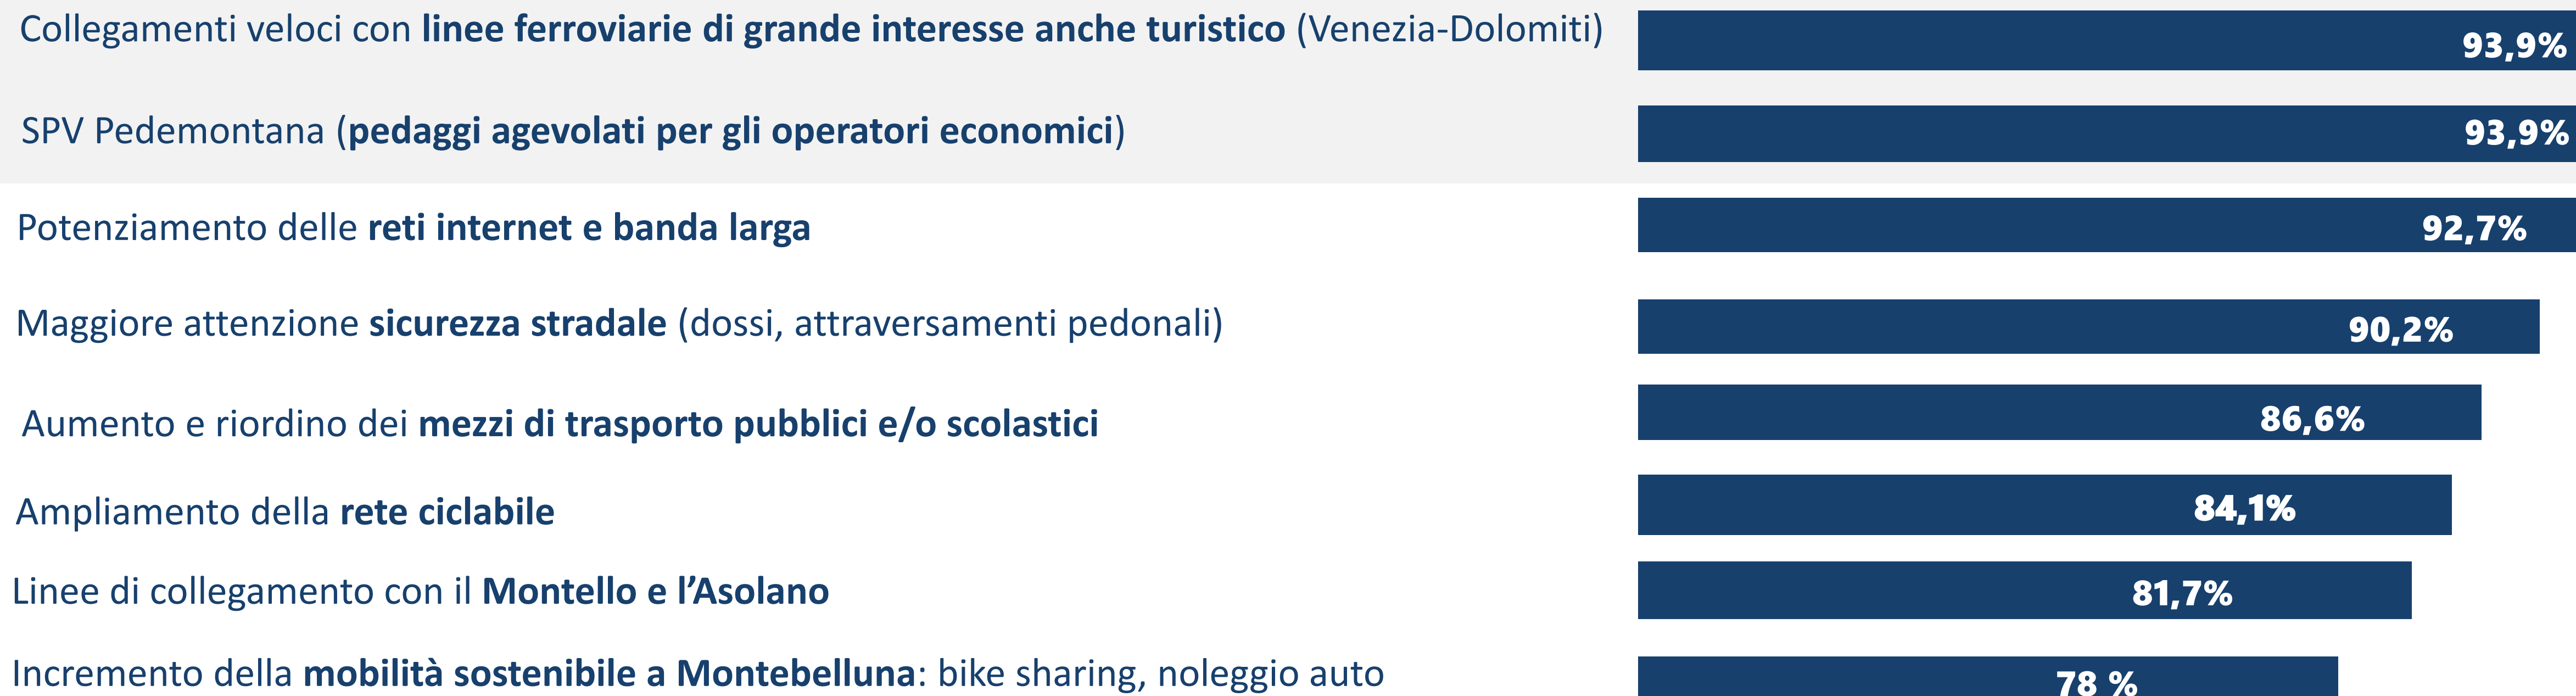 Collegamenti veloci con linee ferroviarie di grande interesse anche turistico (Venezia-Dolomiti) 93,9%
SPV Pedemontana (pedaggi agevolati per gli operatori economici) 93,9%
Potenziamento delle reti internet e banda larga 92,7%
Maggiore attenzione sicurezza stradale (dossi, attraversamenti pedonali) 90,2%
Aumento e riordino dei mezzi di trasporto pubblici e/o scolastici 86,6%
Ampliamento della rete ciclabile 84,1%
Linee di collegamento con il Montello e l’Asolano 81,7%
Incremento della mobilità sostenibile a Montebelluna: bike sharing, noleggio auto 78 %